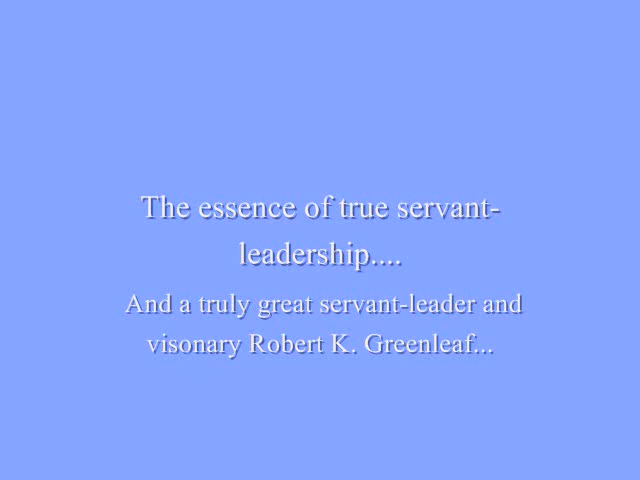 The essence of true servant-
leadership....
And a truly great servant-leader and
visonary Robert K. Greenleaf...